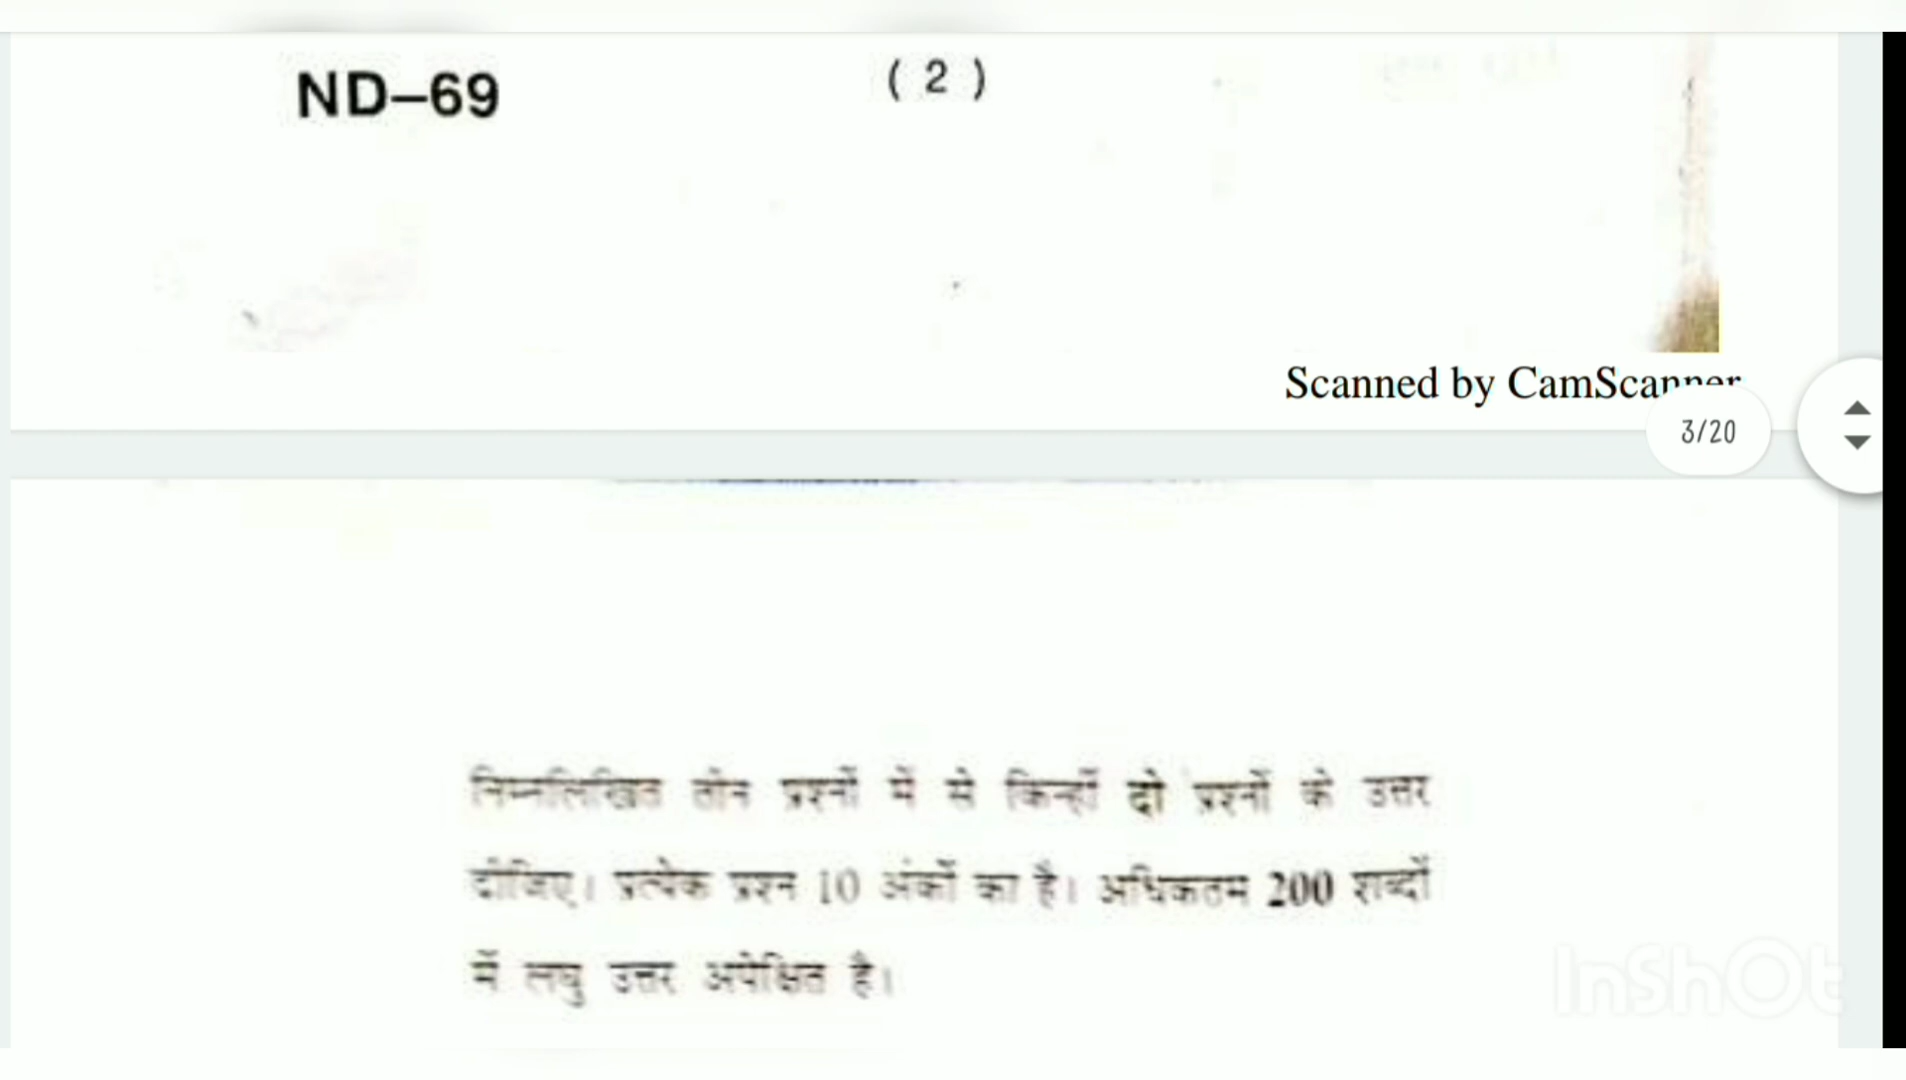 ND–69
( 2 )
Scanned by CamScanner
3/20
निम्नलिखित तीन प्रश्नों में से किन्हीं दो प्रश्नों के उत्तर
दीजिए। प्रत्येक प्रश्न 10 अंकों का है। अधिकतम 200 शब्दों
में लघु उत्तर अपेक्षित है।
InShOt